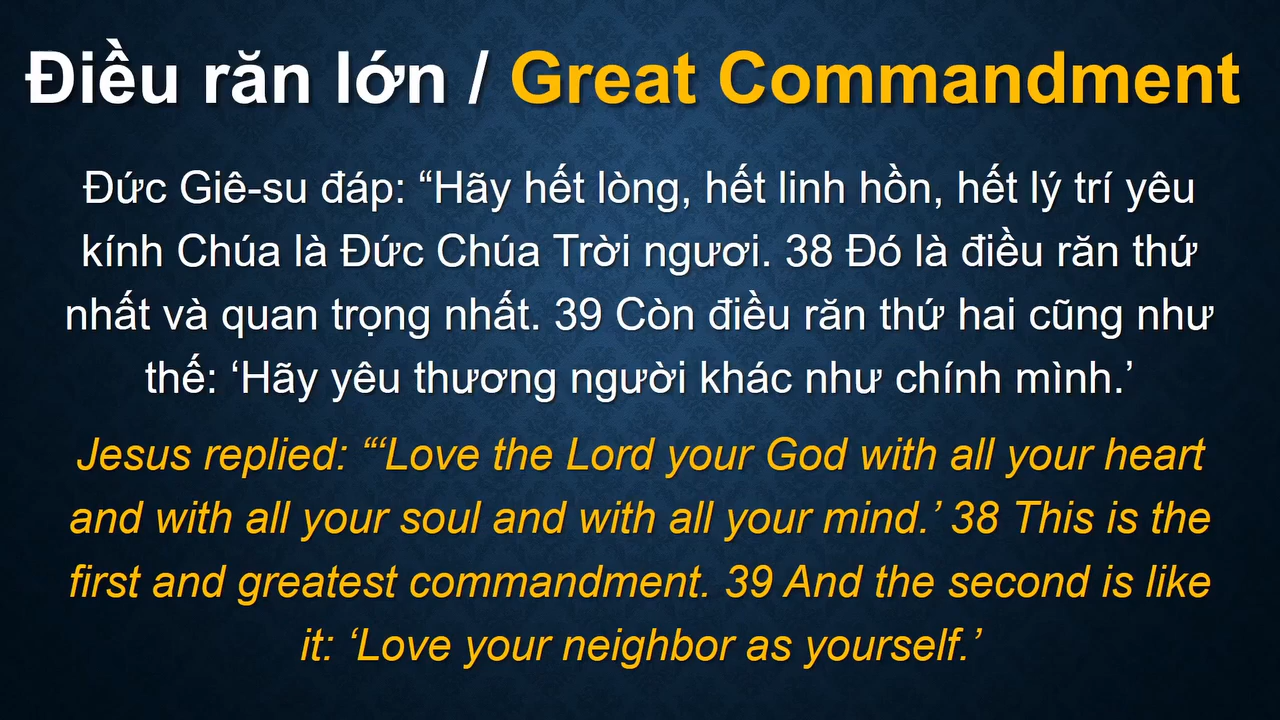 Điều răn lớn / Great Commandment
Đức Giê-su đáp: “Hãy hết lòng, hết linh hồn, hết lý trí yêu
kính Chúa là Đức Chúa Trời ngươi. 38 Đó là điều răn thứ
nhất và quan trọng nhất. 39 Còn điều răn thứ hai cũng như
thế: ‘Hãy yêu thương người khác như chính mình.’
Jesus replied: “‘Love the Lord your God with all your heart
and with all your soul and with all your mind.’ 38 This is the
first and greatest commandment. 39 And the second is like
it: ‘Love your neighbor as yourself.’